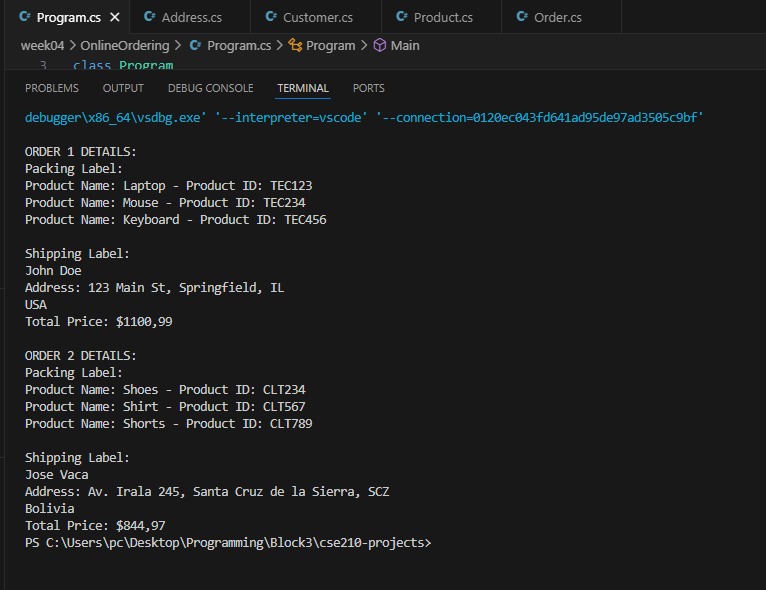 Program.cs
Address.cs
Customer.cs
Product.cs
Order.cs
week04 > OnlineOrdering > Program.cs > Program > Main
3 class Program
PROBLEMS OUTPUT DEBUG CONSOLE TERMINAL PORTS
debugger\x86_64\vsdbg.exe' '--interpreter=vscode' '--connection=0120ec043fd641ad95de97ad3505c9bf'
ORDER 1 DETAILS:
Packing Label:
Product Name: Laptop - Product ID: TEC123
Product Name: Mouse - Product ID: TEC234
Product Name: Keyboard - Product ID: TEC456
Shipping Label:
John Doe
Address: 123 Main St, Springfield, IL
USA
Total Price: $1100,99
ORDER 2 DETAILS:
Packing Label:
Product Name: Shoes - Product ID: CLT234
Product Name: Shirt - Product ID: CLT567
Product Name: Shorts - Product ID: CLT789
Shipping Label:
Jose Vaca
Address: Av. Irala 245, Santa Cruz de la Sierra, SCZ
Bolivia
Total Price: $844,97
PS C:\Users\pc\Desktop\Programming\Block3\cse210-projects>